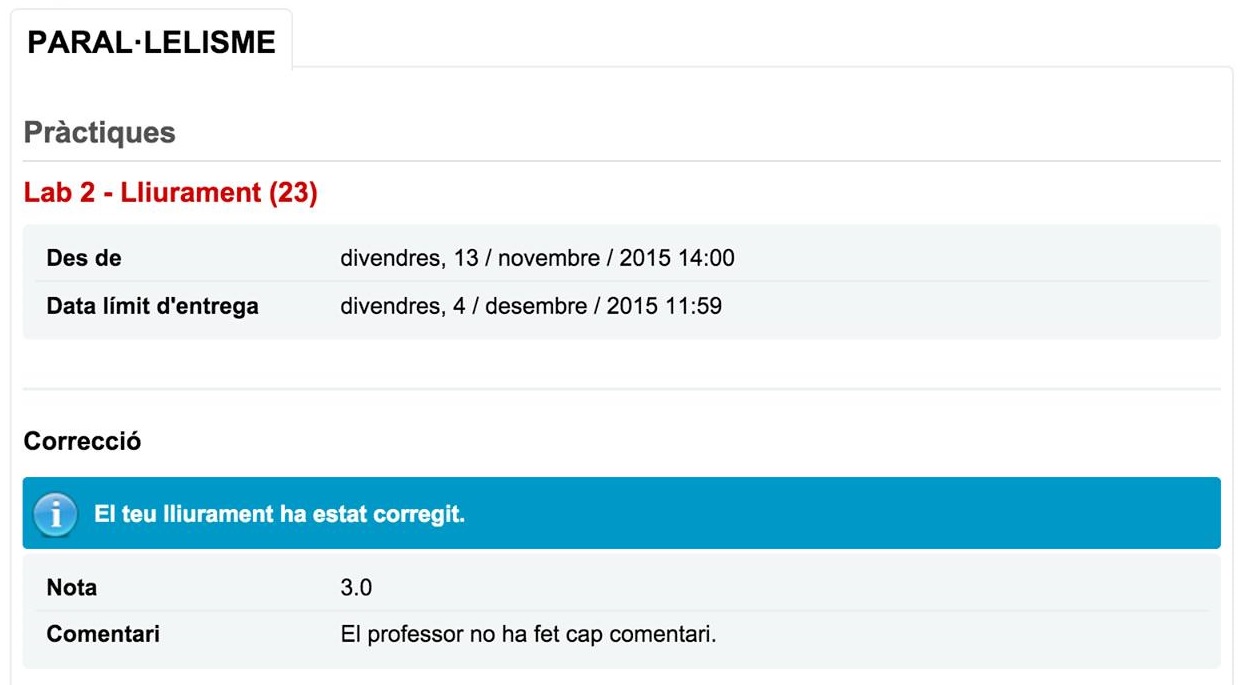 PARAL·LELISME
Pràctiques
Lab 2 - Lliurament (23)
Des de divendres, 13 / novembre / 2015 14:00
Data límit d'entrega divendres, 4 / desembre / 2015 11:59
Correcció
El teu lliurament ha estat corregit.
Nota 3.0
Comentari El professor no ha fet cap comentari.